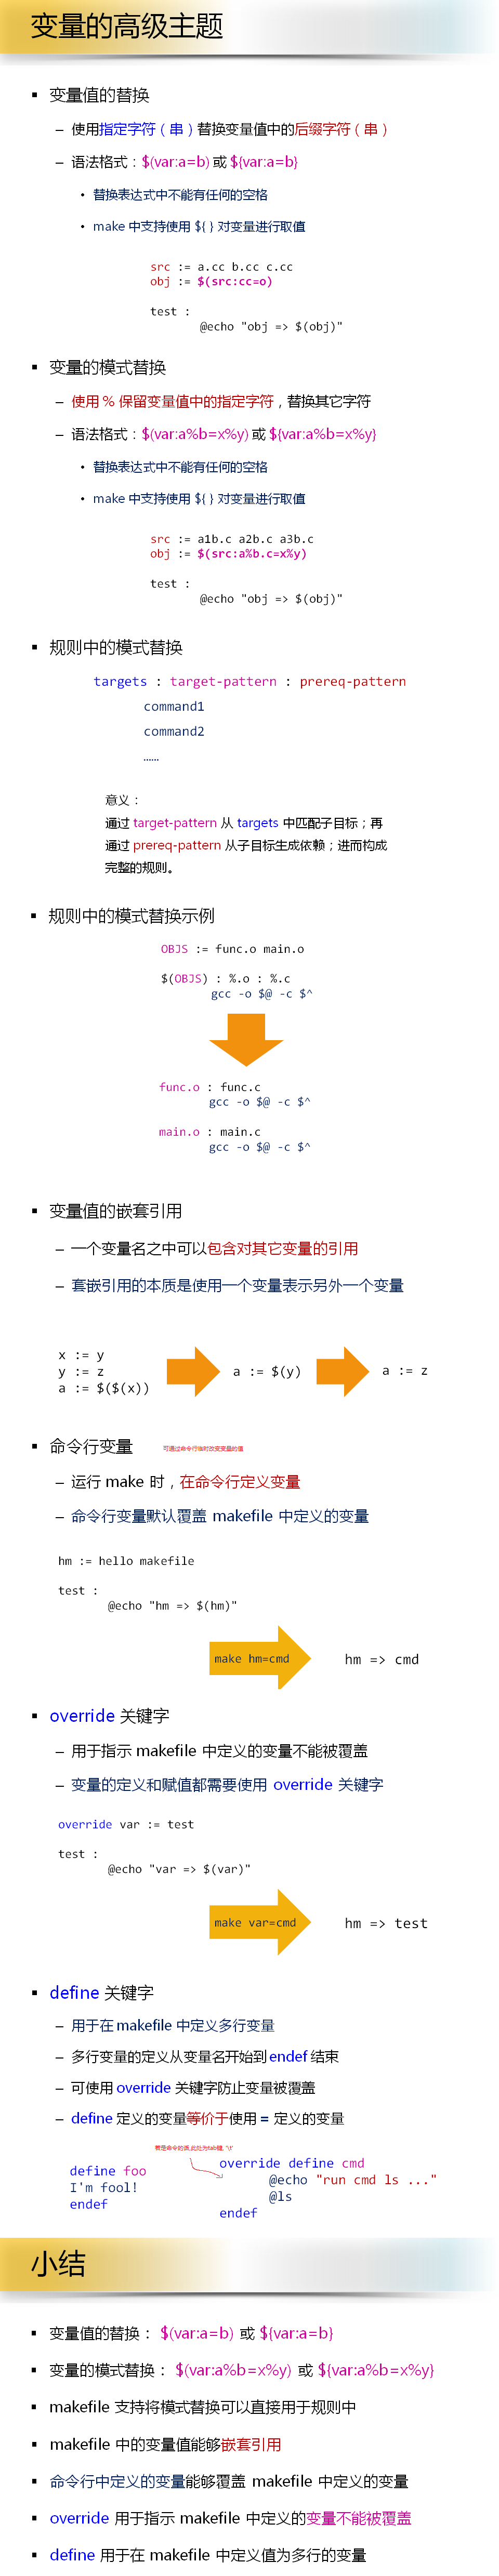 变量的高级主题
▪ 变量值的替换
– 使用指定字符（串）替换变量值中的后缀字符（串）
– 语法格式：$(var:a=b) 或 ${var:a=b}
• 替换表达式中不能有任何的空格
• make 中支持使用 ${ } 对变量进行取值
src := a.cc b.cc c.cc
obj := $(src:cc=o)
test :
@echo "obj => $(obj)"
▪ 变量的模式替换
– 使用 % 保留变量值中的指定字符，替换其它字符
– 语法格式：$(var:a%b=x%y) 或 ${var:a%b=x%y}
• 替换表达式中不能有任何的空格
• make 中支持使用 ${ } 对变量进行取值
src := a1b.c a2b.c a3b.c
obj := $(src:a%b.c=x%y)
test :
@echo "obj => $(obj)"
▪ 规则中的模式替换
targets : target-pattern : prereq-pattern
command1
command2
……
意义：
通过 target-pattern 从 targets 中匹配子目标；再
通过 prereq-pattern 从子目标生成依赖；进而构成
完整的规则。
▪ 规则中的模式替换示例
OBJS := func.o main.o
$(OBJS) : %.o : %.c
gcc -o $@ -c $^
func.o : func.c
gcc -o $@ -c $^
main.o : main.c
gcc -o $@ -c $^
▪ 变量值的嵌套引用
– 一个变量名之中可以包含对其它变量的引用
– 套嵌引用的本质是使用一个变量表示另外一个变量
x := y
y := z
a := $($(x))
a := $(y)
a := z
▪ 命令行变量 可通过命令行临时改变变量的值
– 运行 make 时，在命令行定义变量
– 命令行变量默认覆盖 makefile 中定义的变量
hm := hello makefile
test :
@echo "hm => $(hm)"
make hm=cmd
hm => cmd
▪ override 关键字
– 用于指示 makefile 中定义的变量不能被覆盖
– 变量的定义和赋值都需要使用 override 关键字
override var := test
test :
@echo "var => $(var)"
make var=cmd
hm => test
▪ define 关键字
– 用于在 makefile 中定义多行变量
– 多行变量的定义从变量名开始到 endef 结束
– 可使用 override 关键字防止变量被覆盖
– define 定义的变量等价于使用 = 定义的变量
若是命令的话,此处为tab键, '\t'
define foo
I'm fool!
endef
override define cmd
@echo "run cmd ls ..."
@ls
endef
小结
▪ 变量值的替换： $(var:a=b) 或 ${var:a=b}
▪ 变量的模式替换： $(var:a%b=x%y) 或 ${var:a%b=x%y}
▪ makefile 支持将模式替换可以直接用于规则中
▪ makefile 中的变量值能够嵌套引用
▪ 命令行中定义的变量能够覆盖 makefile 中定义的变量
▪ override 用于指示 makefile 中定义的变量不能被覆盖
▪ define 用于在 makefile 中定义值为多行的变量